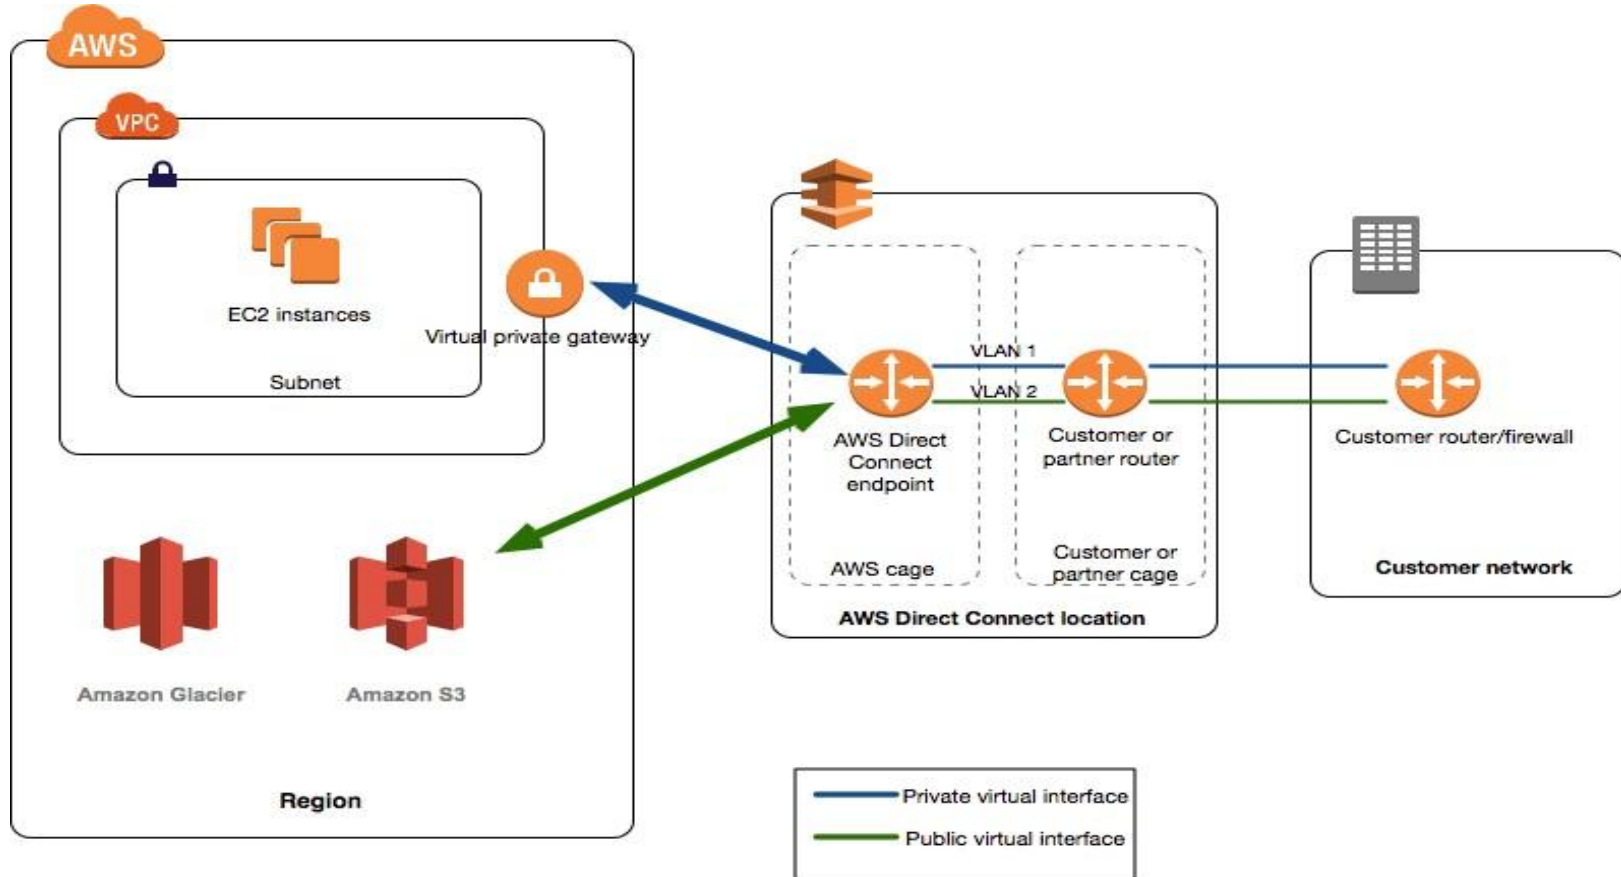 AWS
VPC
EC2 instances
Subnet
Virtual private gateway
Amazon Glacier
Amazon S3
Region
VLAN 1
VLAN 2
AWS Direct
Connect
endpoint
AWS cage
Customer or
partner router
Customer or
partner cage
AWS Direct Connect location
Customer router/firewall
Customer network
Private virtual interface
Public virtual interface